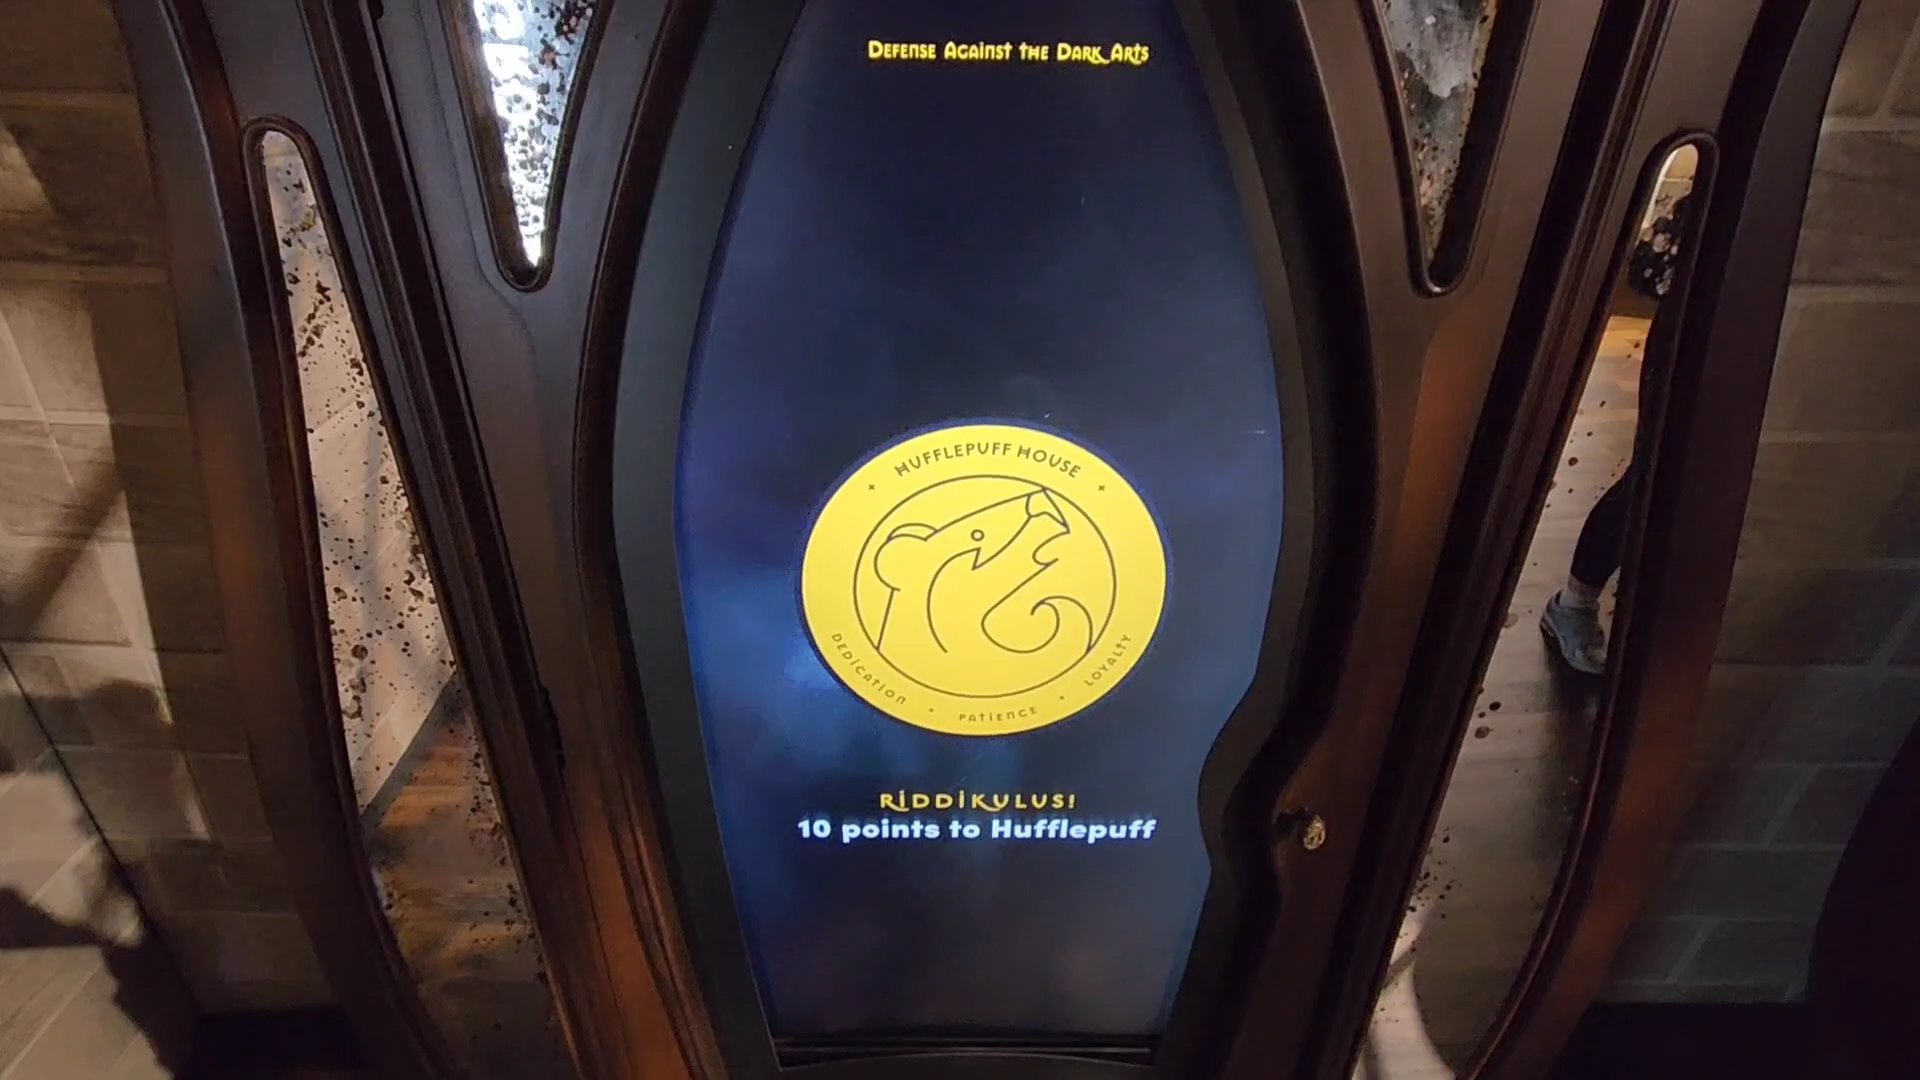 Defense Against the Dark Arts
HUFFLEPUFF HOUSE
DEDICATION • PATIENCE • LOYALTY
RIDDIKULUS!
10 points to Hufflepuff